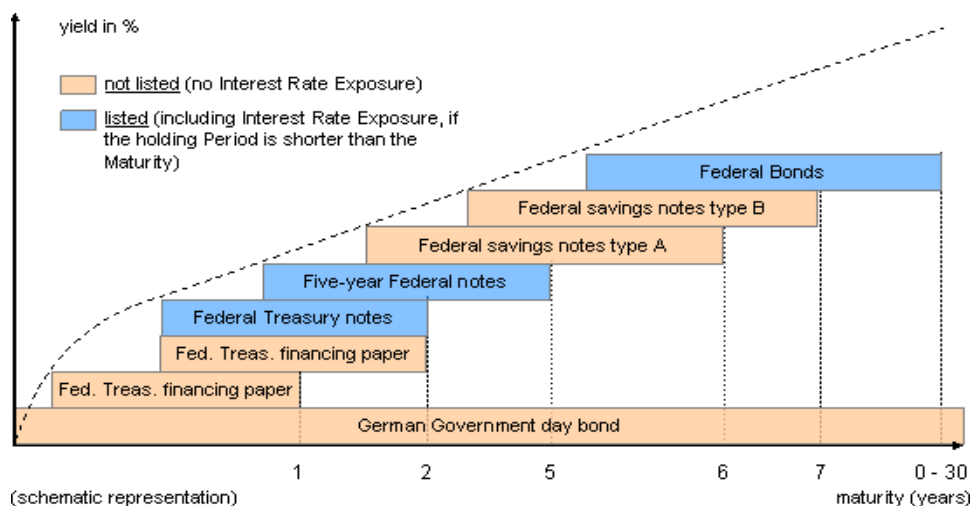 yield in %
not listed (no Interest Rate Exposure)
listed (including Interest Rate Exposure, if
the holding Period is shorter than the
Maturity)
Federal Bonds
Federal savings notes type B
Federal savings notes type A
Five-year Federal notes
Federal Treasury notes
Fed. Treas. financing paper
Fed. Treas. financing paper
German Government day bond
1 2 5 6 7 0 - 30
(schematic representation) maturity (years)